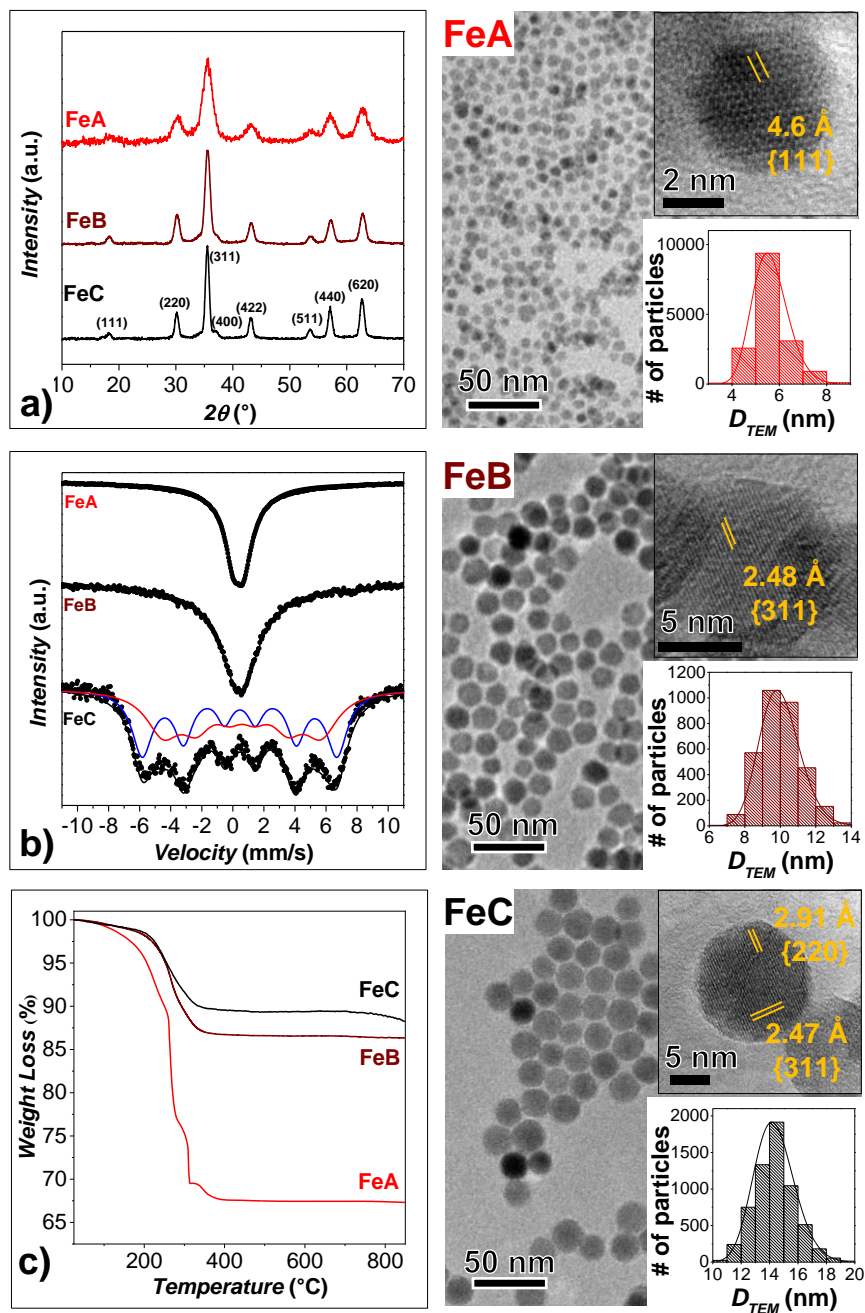 FeA
FeB
FeC
(111)
(220)
(311)
(400)
(422)
(511)
(440)
(620)
Intensity (a.u.)
10 20 30 40 50 60 70
2θ (°)
a)
FeA
4.6 Å
{111}
2 nm
50 nm
10000
5000
0
# of particles
4 6 8
D_TEM (nm)
FeA
FeB
FeC
Intensity (a.u.)
-10 -8 -6 -4 -2 0 2 4 6 8 10
Velocity (mm/s)
b)
FeB
2.48 Å
{311}
5 nm
50 nm
1200
1000
800
600
400
200
0
# of particles
6 8 10 12 14
D_TEM (nm)
100
95
90
85
80
75
70
65
Weight Loss (%)
FeC
FeB
FeA
200 400 600 800
Temperature (°C)
c)
FeC
2.91 Å
{220}
2.47 Å
{311}
5 nm
50 nm
2000
1500
1000
500
0
# of particles
10 12 14 16 18 20
D_TEM (nm)